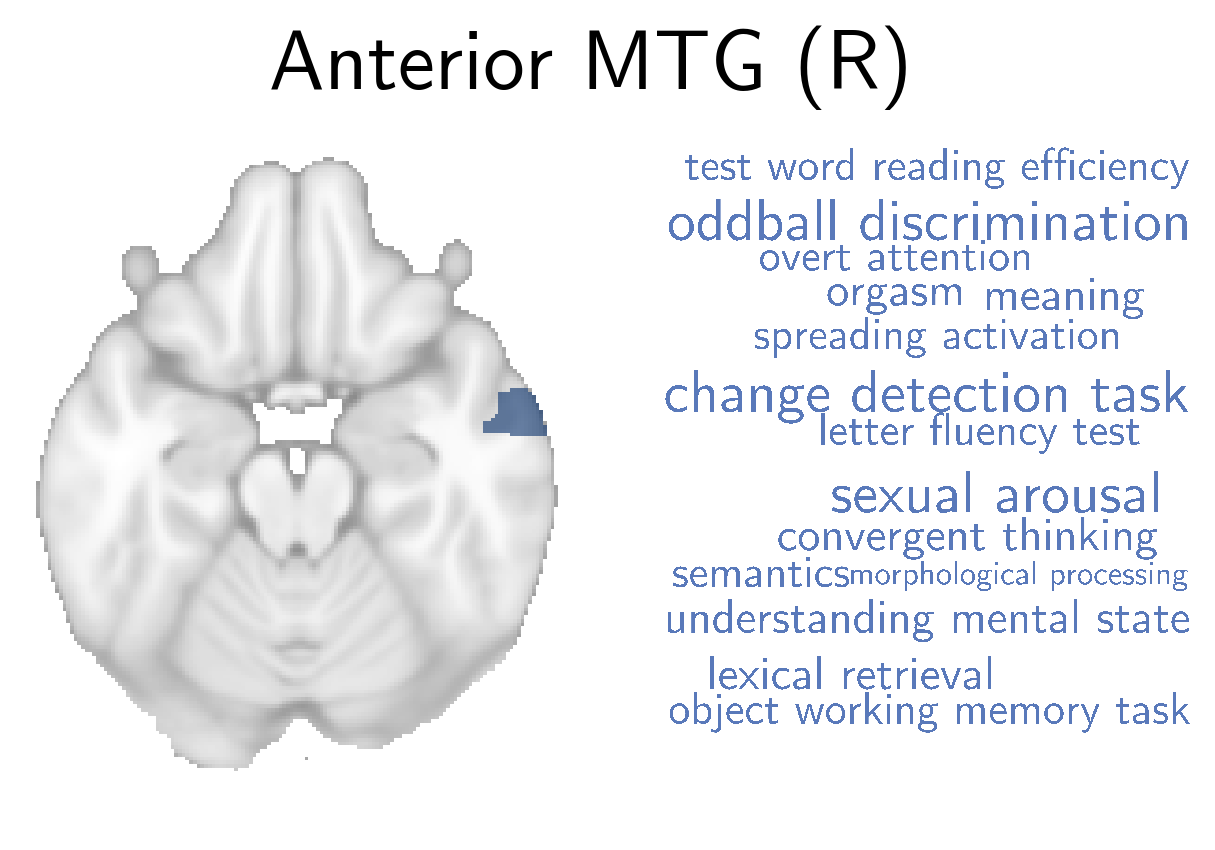 Anterior MTG (R)
test word reading efficiency
oddball discrimination
overt attention
orgasm meaning
spreading activation
change detection task
letter fluency test
sexual arousal
convergent thinking
semantics morphological processing
understanding mental state
lexical retrieval
object working memory task